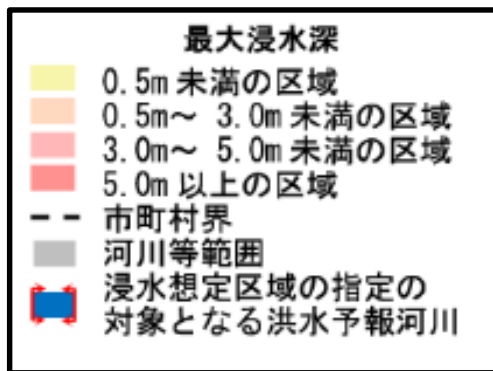 最大浸水深
0.5m 未満の区域
0.5m～ 3.0m 未満の区域
3.0m～ 5.0m 未満の区域
5.0m 以上の区域
市町村界
河川等範囲
浸水想定区域の指定の
対象となる洪水予報河川